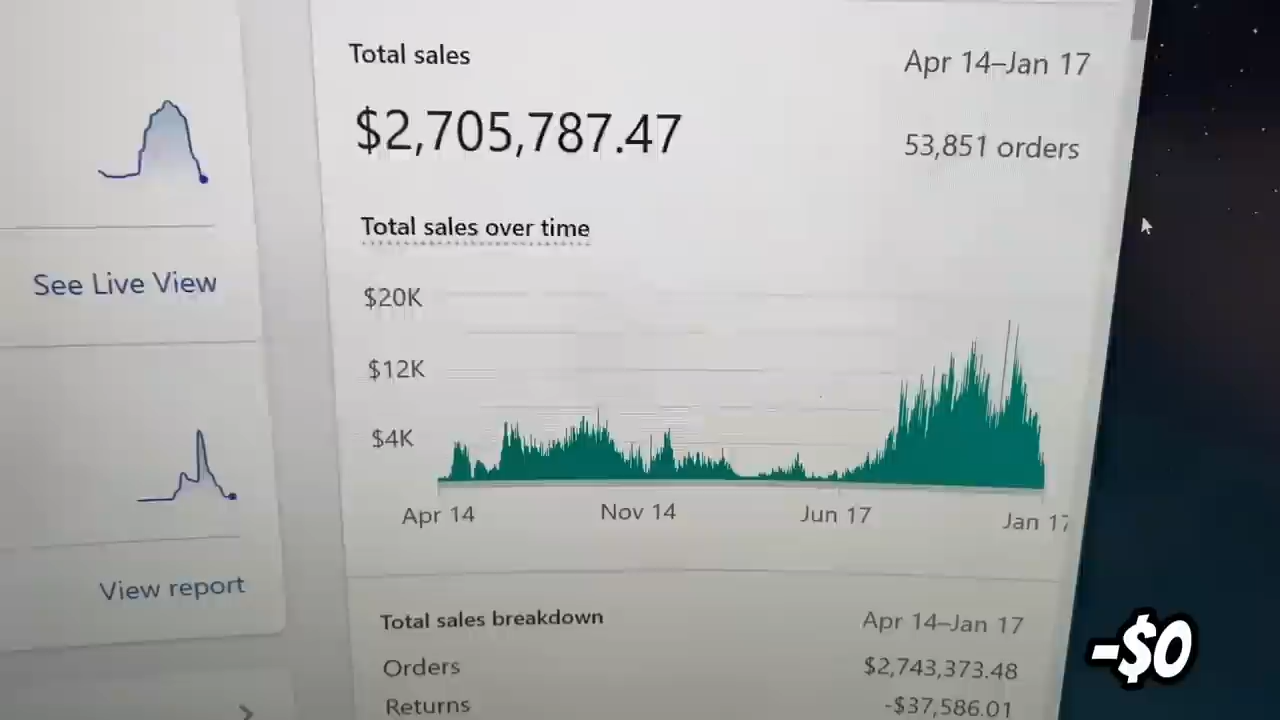 Total sales
Apr 14–Jan 17
$2,705,787.47
53,851 orders
Total sales over time
$20K
$12K
$4K
Apr 14
Nov 14
Jun 17
Jan 17
See Live View
View report
Total sales breakdown
Apr 14–Jan 17
Orders
$2,743,373.48
Returns
-$37,586.01
-$0